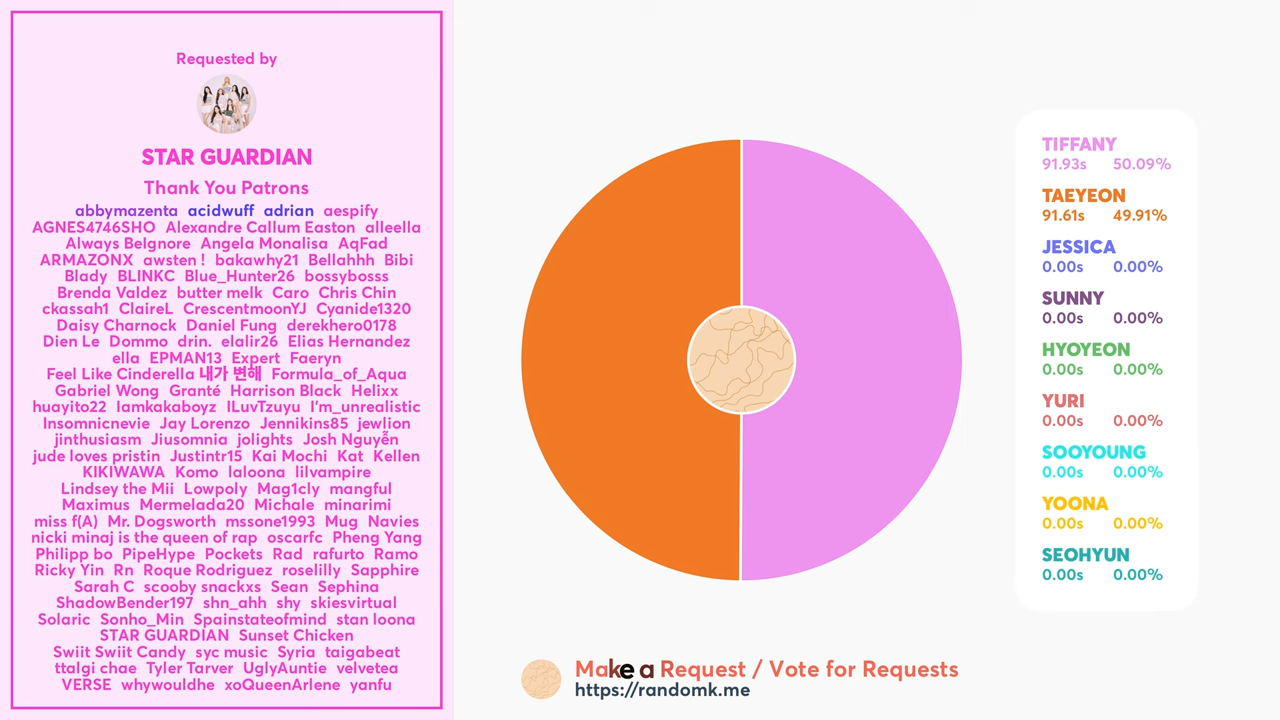 Requested by
STAR GUARDIAN
Thank You Patrons
abbymazenta acidwuff adrian aespify
AGNES4746SHO Alexandre Callum Easton alleella
Always Belgnore Angela Monalisa AqFad
ARMAZONX awsten ! bakawhy21 Bellahhh Bibi
Blady BLINKC Blue_Hunter26 bossybosss
Brenda Valdez butter melk Caro Chris Chin
ckassah1 ClaireL CrescentmoonYJ Cyanide1320
Daisy Charnock Daniel Fung derekhero0178
Dien Le Dommo drin. elalir26 Elias Hernandez
ella EPMAN13 Expert Faeryn
Feel Like Cinderella 내가 변해 Formula_of_Aqua
Gabriel Wong Granté Harrison Black Helixx
huayito22 Iamkakaboyz ILuvTzuyu I'm_unrealistic
Insomnicnevie Jay Lorenzo Jennikins85 jewlion
jinthusiasm Jiusomnia jolights Josh Nguyễn
jude loves pristin Justintr15 Kai Mochi Kat Kellen
KIKIWAWA Komo laloona lilvampire
Lindsey the Mii Lowpoly Mag1cly mangful
Maximus Mermelada20 Michale minarimi
miss f(A) Mr. Dogsworth mssone1993 Mug Navies
nicki minaj is the queen of rap oscarfc Pheng Yang
Philipp bo PipeHype Pockets Rad rafurto Ramo
Ricky Yin Rn Roque Rodriguez roselilly Sapphire
Sarah C scooby snackxs Sean Sephina
ShadowBender197 shn_ahh shy skiesvirtual
Solaric Sonho_Min Spainstateofmind stan loona
STAR GUARDIAN Sunset Chicken
Swiit Swiit Candy syc music Syria taigabeat
ttalgi chae Tyler Tarver UglyAuntie velvetea
VERSE whywouldhe xoQueenArlene yanfu
TIFFANY
91.93s 50.09%
TAEYEON
91.61s 49.91%
JESSICA
0.00s 0.00%
SUNNY
0.00s 0.00%
HYOYEON
0.00s 0.00%
YURI
0.00s 0.00%
SOOYOUNG
0.00s 0.00%
YOONA
0.00s 0.00%
SEOHYUN
0.00s 0.00%
Make a Request / Vote for Requests
https://randomk.me